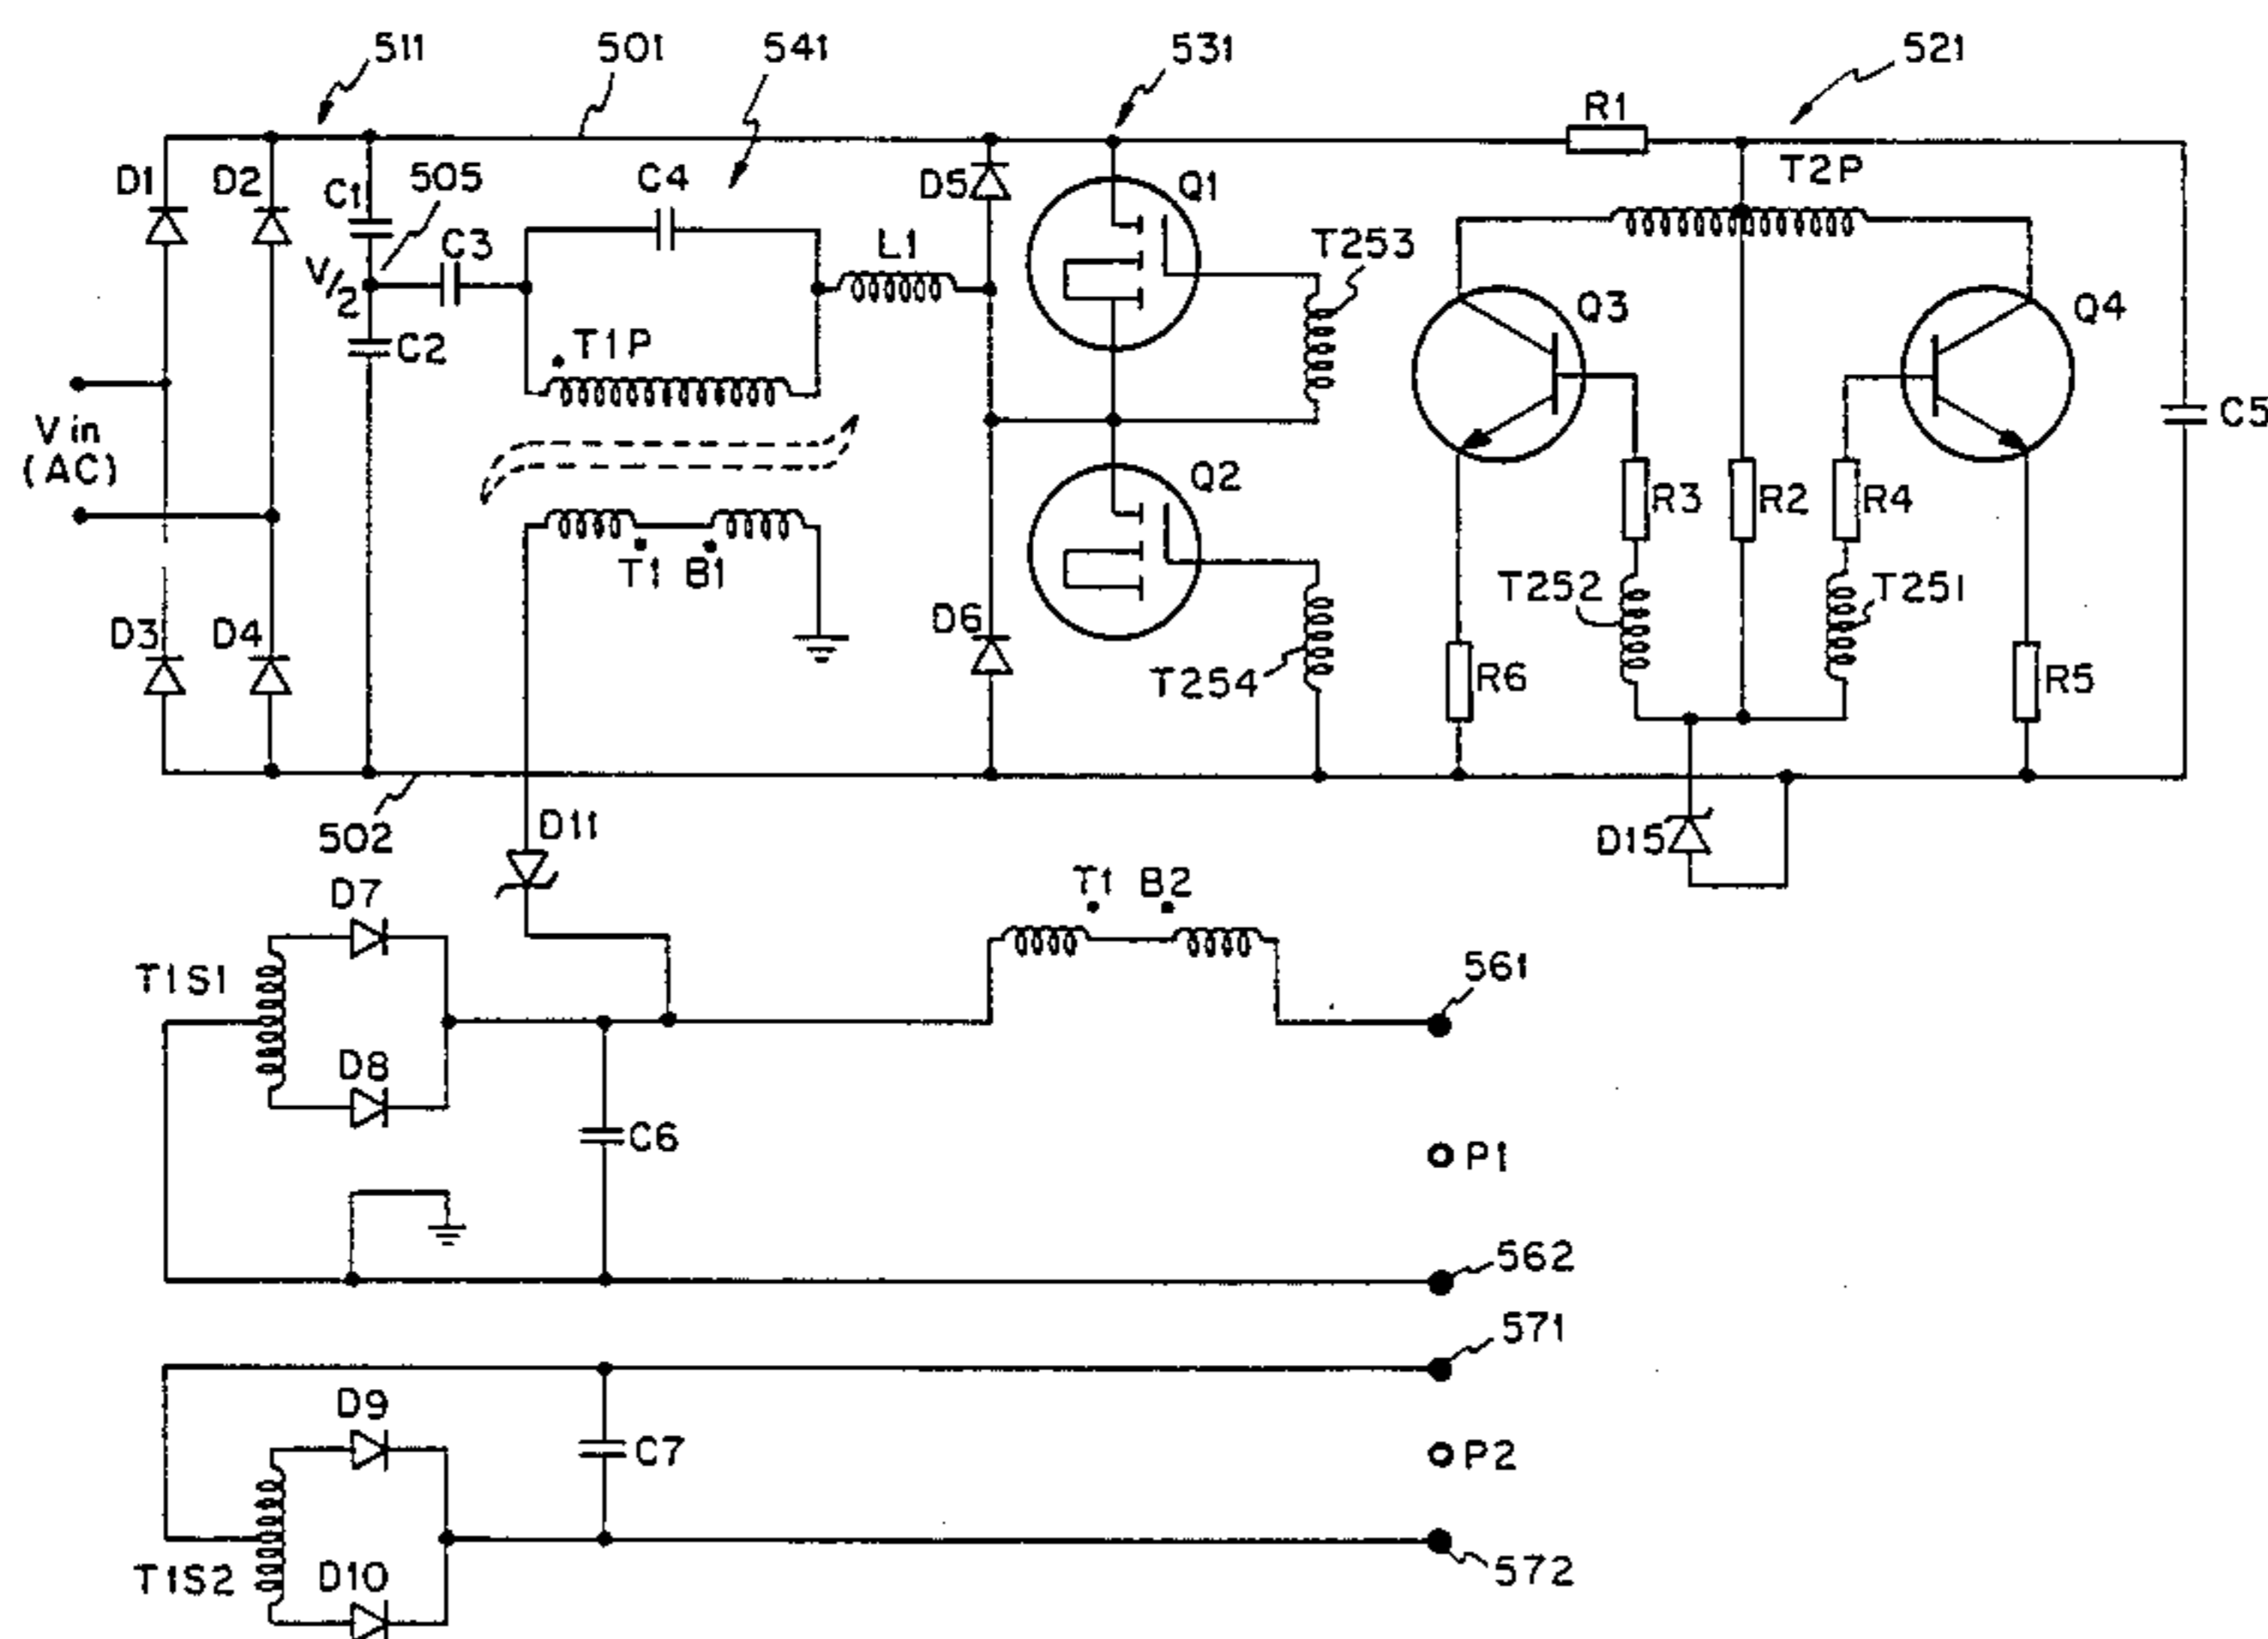 511
501
541
531
521
R1
D1
D2
C1
505
C4
D5
Q1
T2P
C3
V/2
L1
T253
Q3
Q4
C2
T1P
C5
V in
(AC)
Q2
R3
R2
R4
T1 B1
T252
T251
D3
D4
D6
T254
R6
R5
502
D11
D15
D7
T1 B2
T1S1
561
D8
C6
P1
562
571
D9
C7
P2
T1S2
D10
572